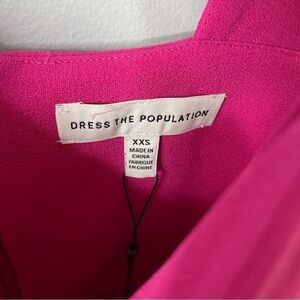 DRESS THE POPULATION
XXS
MADE IN
CHINA
FABRIQUÉ
EN CHINE